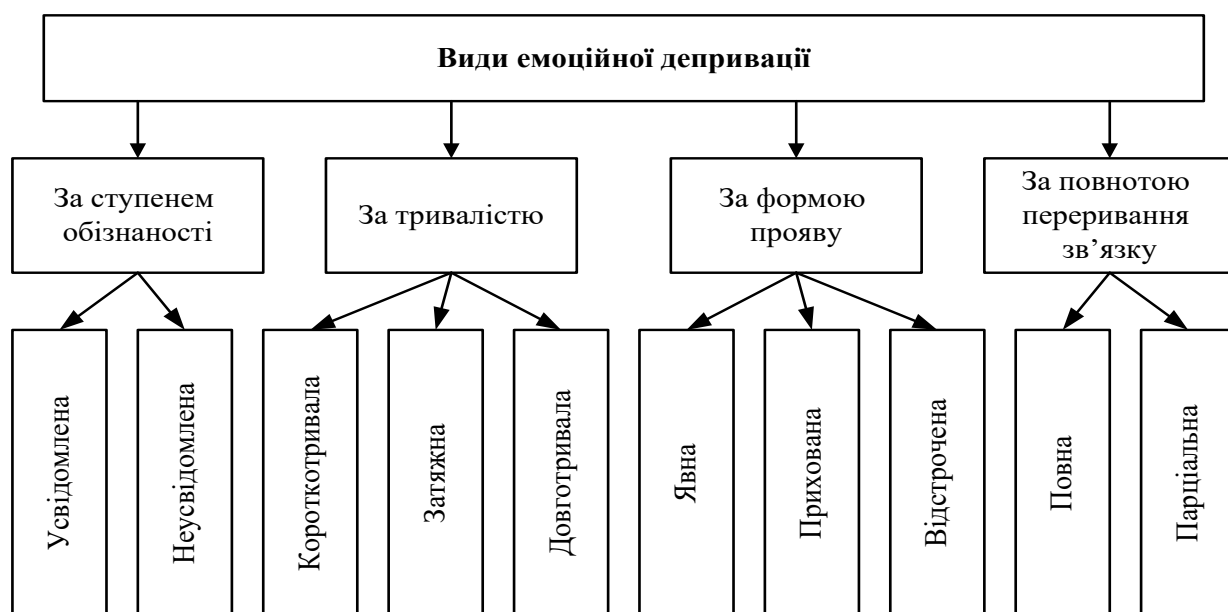 Види емоційної депривації
За ступенем
обізнаності
За тривалістю
За формою
прояву
За повнотою
переривання
зв’язку
Усвідомлена
Неусвідомлена
Короткотривала
Затяжна
Довготривала
Явна
Прихована
Відстрочена
Повна
Парціальна